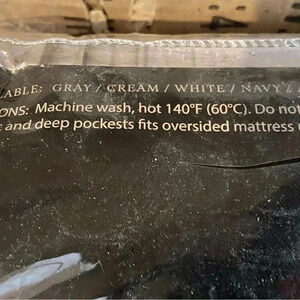 LABLE: GRAY / CREAM / WHITE / NAVY /
ONS: Machine wash, hot 140°F (60°C). Do not
and deep pockests fits oversided mattress